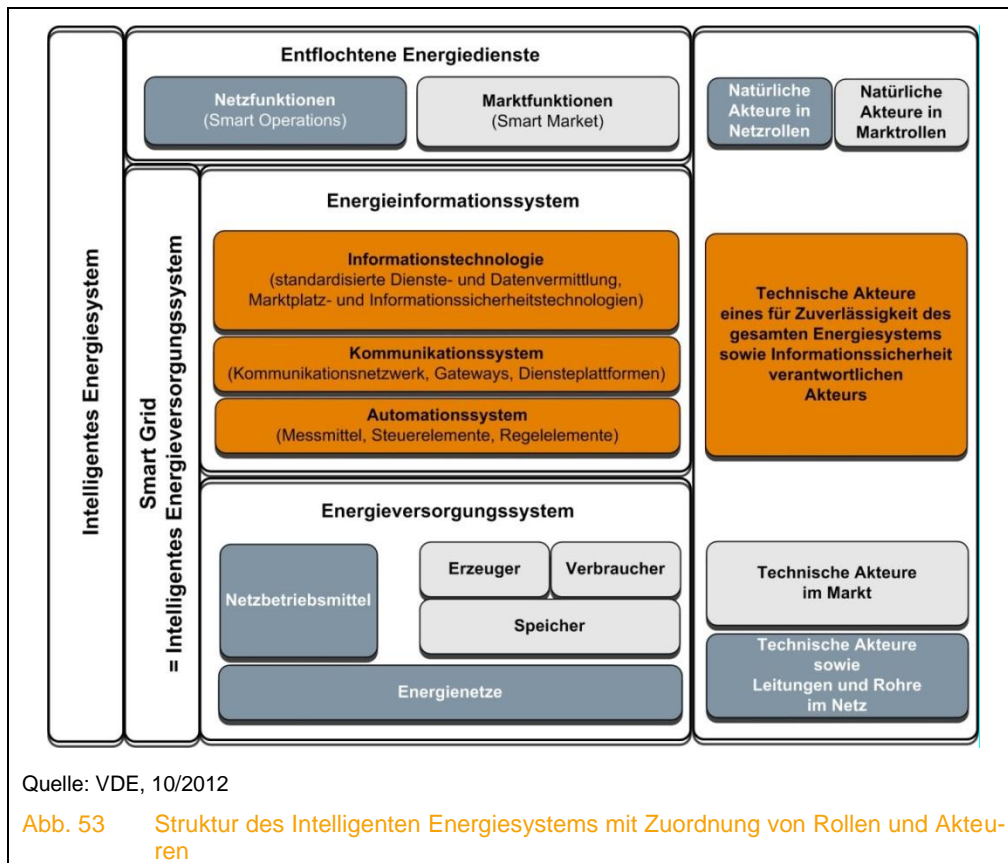 Intelligentes Energiesystem
Smart Grid
= Intelligentes Energieversorgungssystem
Entflochtene Energiedienste
Netzfunktionen
(Smart Operations)
Marktfunktionen
(Smart Market)
Natürliche
Akteure in
Netzrollen
Natürliche
Akteure in
Marktrollen
Energieinformationssystem
Informationstechnologie
(standardisierte Dienste- und Datenvermittlung,
Marktplatz- und Informationssicherheitstechnologien)
Kommunikationssystem
(Kommunikationsnetzwerk, Gateways, Diensteplattformen)
Automationssystem
(Messmittel, Steuerelemente, Regelelemente)
Technische Akteure
eines für Zuverlässigkeit des
gesamten Energiesystems
sowie Informationssicherheit
verantwortlichen
Akteurs
Energieversorgungssystem
Netzbetriebsmittel
Erzeuger
Verbraucher
Speicher
Energienetze
Technische Akteure
im Markt
Technische Akteure
sowie
Leitungen und Rohre
im Netz
Quelle: VDE, 10/2012
Abb. 53 Struktur des Intelligenten Energiesystems mit Zuordnung von Rollen und Akteu-
ren